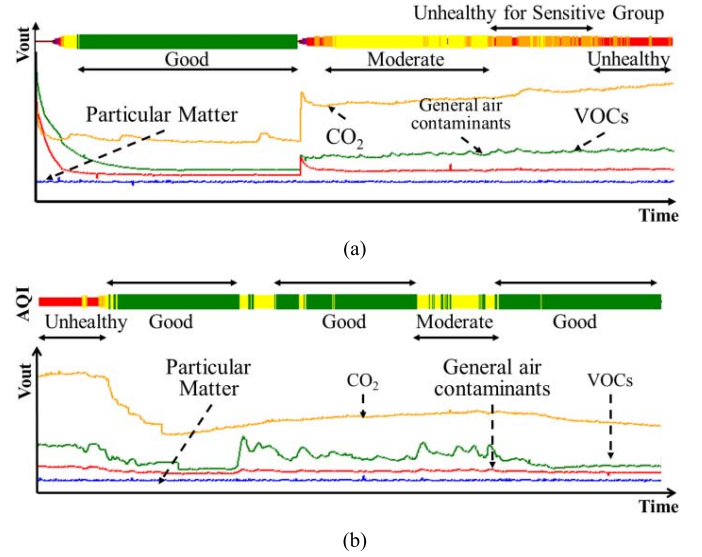 Unhealthy for Sensitive Group
Vout
Good
Moderate
Unhealthy
Particular Matter
CO2
General air
contaminants
VOCs
Time
(a)
AQI
Unhealthy
Good
Good
Moderate
Good
Vout
Particular
Matter
CO2
General air
contaminants
VOCs
Time
(b)